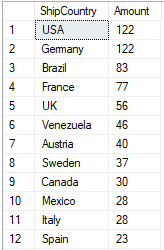 ShipCountry Amount
1 USA 122
2 Germany 122
3 Brazil 83
4 France 77
5 UK 56
6 Venezuela 46
7 Austria 40
8 Sweden 37
9 Canada 30
10 Mexico 28
11 Italy 28
12 Spain 23